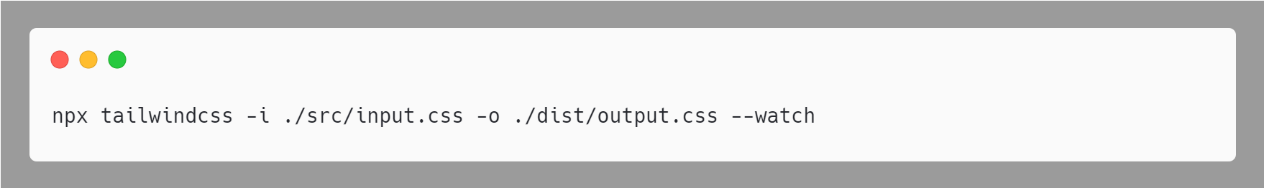 npx tailwindcss -i ./src/input.css -o ./dist/output.css --watch